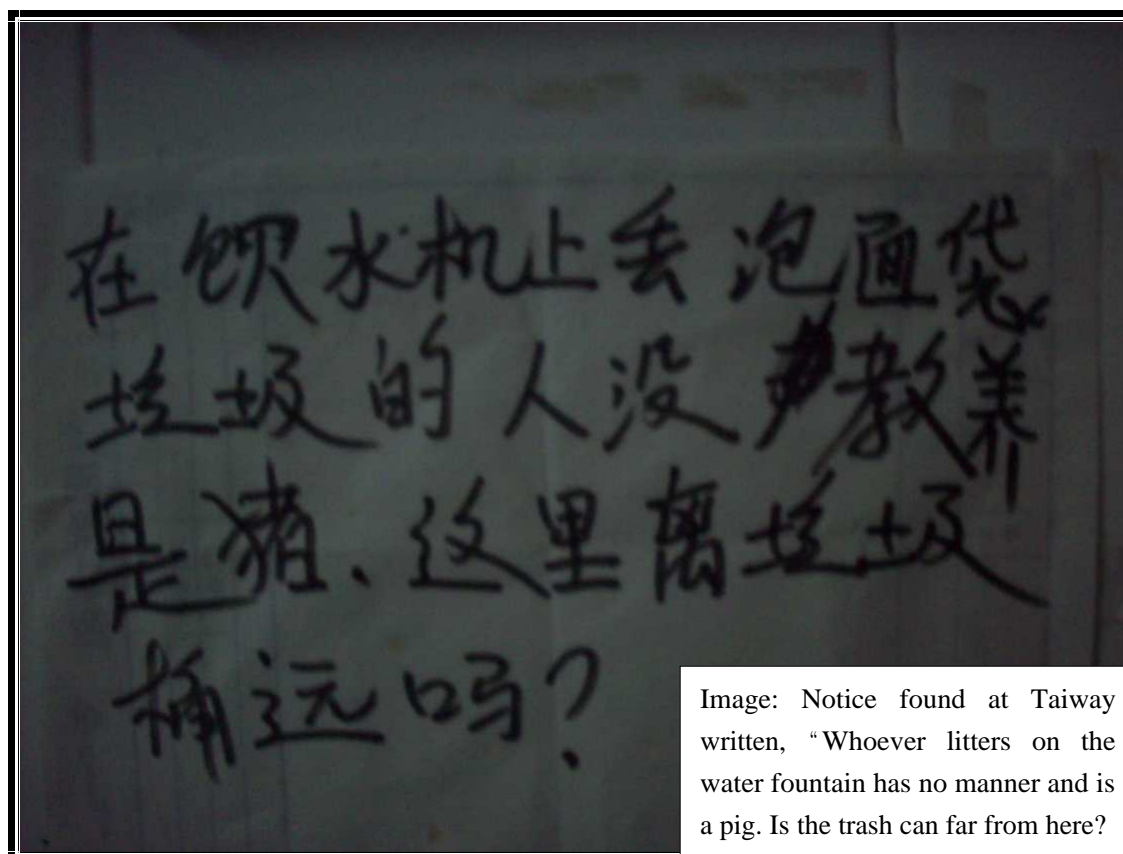 在饮水机上丢泡面袋
垃圾的人没教养
是猪、这里离垃圾
桶远吗?
Image: Notice found at Taiway
written, “Whoever litters on the
water fountain has no manner and is
a pig. Is the trash can far from here?